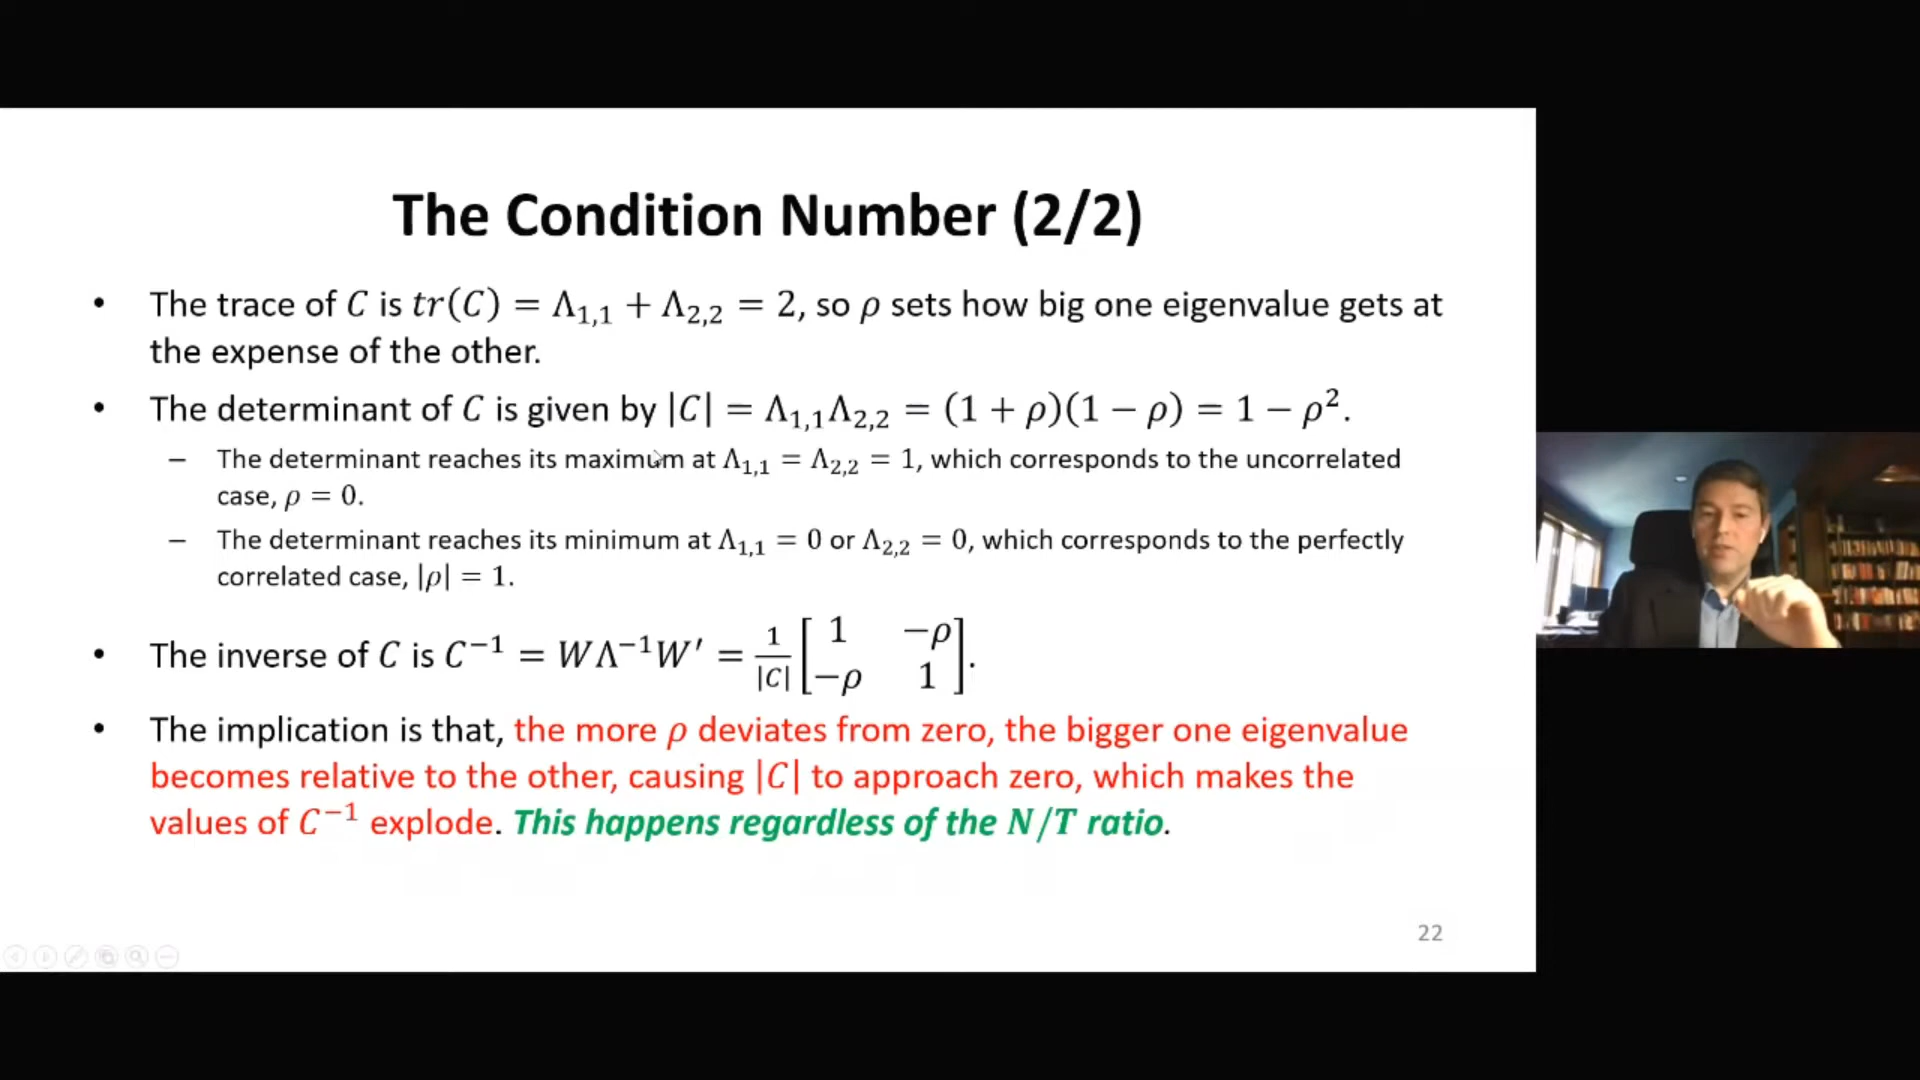 The Condition Number (2/2)
• The trace of C is tr(C) = Λ₁,₁ + Λ₂,₂ = 2, so ρ sets how big one eigenvalue gets at
the expense of the other.
• The determinant of C is given by |C| = Λ₁,₁Λ₂,₂ = (1 + ρ)(1 − ρ) = 1 − ρ².
– The determinant reaches its maximum at Λ₁,₁ = Λ₂,₂ = 1, which corresponds to the uncorrelated
case, ρ = 0.
– The determinant reaches its minimum at Λ₁,₁ = 0 or Λ₂,₂ = 0, which corresponds to the perfectly
correlated case, |ρ| = 1.
• The inverse of C is C⁻¹ = WΛ⁻¹W′ = 1/|C| [1 −ρ; −ρ 1].
• The implication is that, the more ρ deviates from zero, the bigger one eigenvalue
becomes relative to the other, causing |C| to approach zero, which makes the
values of C⁻¹ explode. This happens regardless of the N/T ratio.
22